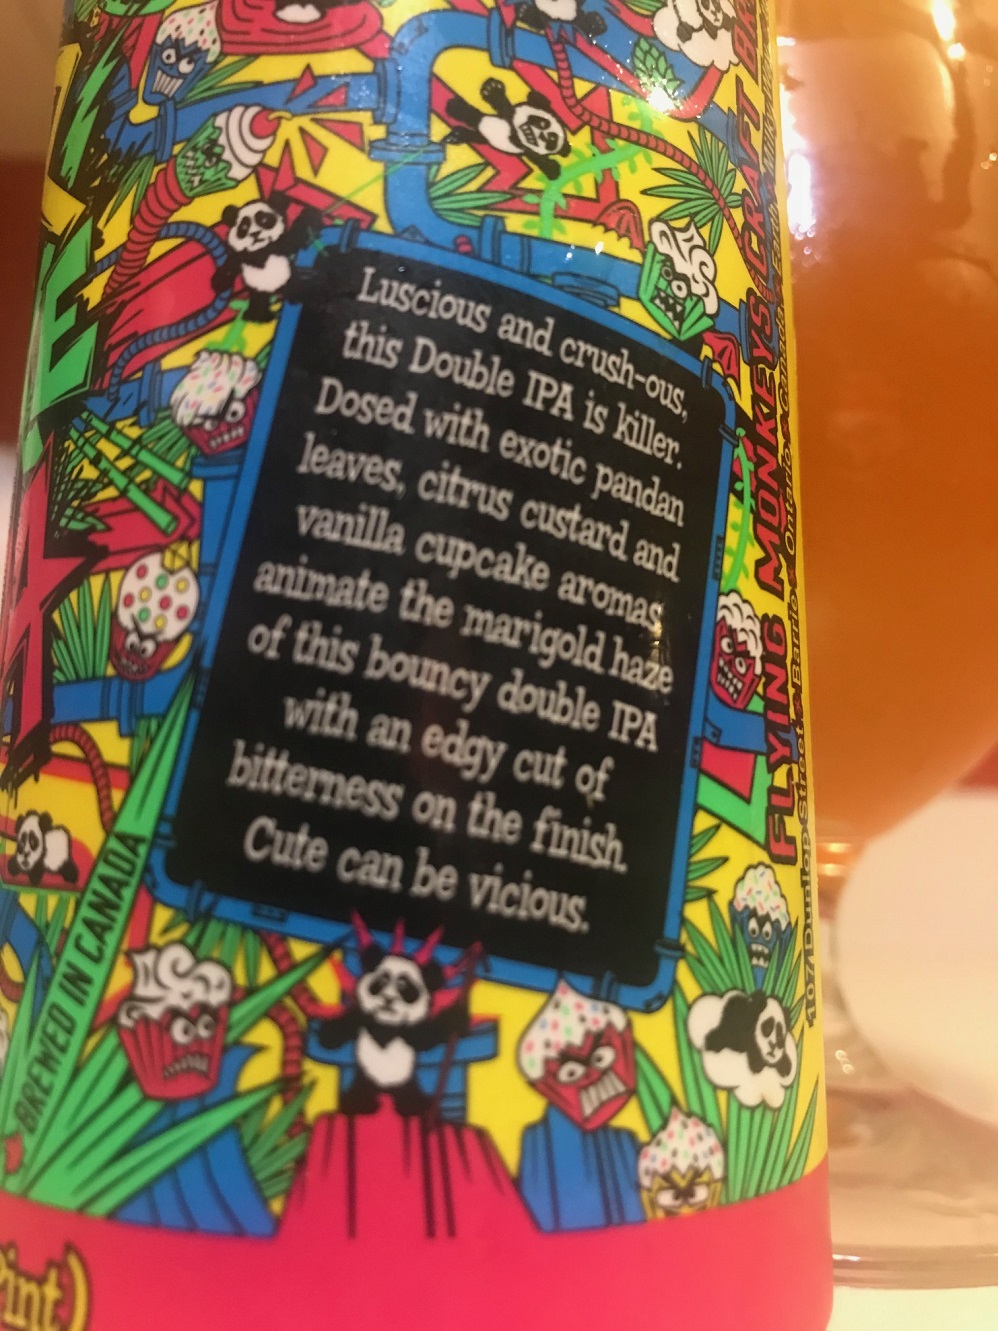 Luscious and crush-ous,
this Double IPA is killer.
Dosed with exotic pandan
leaves, citrus custard and
vanilla cupcake aromas
animate the marigold haze
of this bouncy double IPA
with an edgy cut of
bitterness on the finish.
Cute can be vicious.
BREWED IN CANADA
FLYING MONKEYS CRAFT
107 Dunlop Street • Barrie • Ontario • Canada
int)